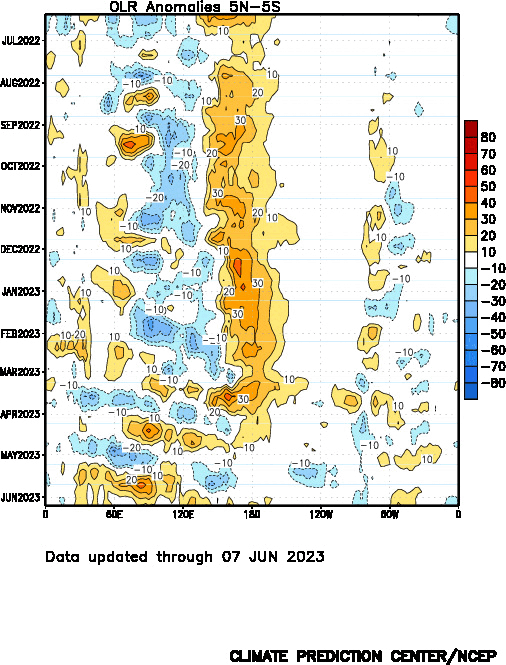 OLR Anomalies 5N-5S
JUL2022
AUG2022
SEP2022
OCT2022
NOV2022
DEC2022
JAN2023
FEB2023
MAR2023
APR2023
MAY2023
JUN2023
0 60E 120E 180 120W 60W 0
80
70
60
50
40
30
20
10
-10
-20
-30
-40
-50
-60
-70
-80
Data updated through 07 JUN 2023
CLIMATE PREDICTION CENTER/NCEP